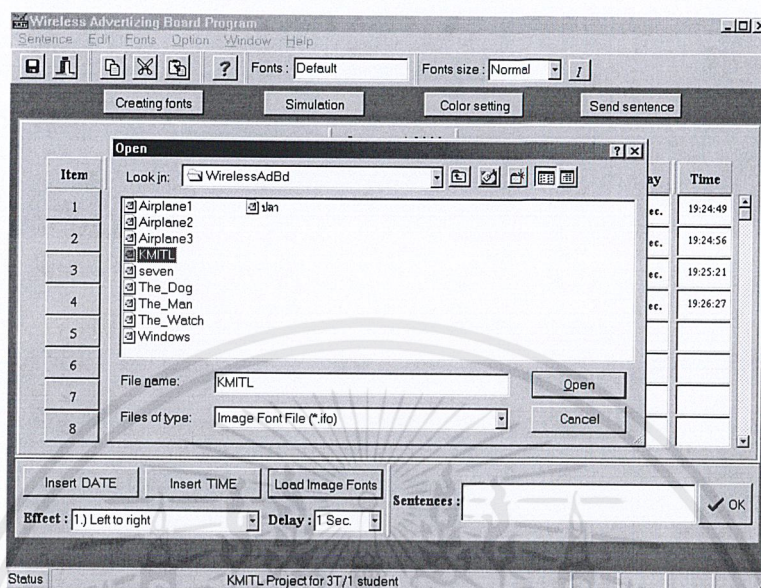 Wireless Advertizing Board Program
Sentence Edit Fonts Option Window Help
? Fonts : Default Fonts size : Normal I
Creating fonts Simulation Color setting Send sentence
Open ? ×
Item Look in: WirelessAdBd ay Time
1 Airplane1 ปลา ec. 19:24:49
Airplane2
2 Airplane3 ec. 19:24:56
KMITL
3 seven ec. 19:25:21
The_Dog
4 The_Man ec. 19:26:27
The_Watch
5 Windows
6
File name: KMITL Open
7
Files of type: Image Font File (*.ifo) Cancel
8
Insert DATE Insert TIME Load Image Fonts Sentences : OK
Effect : 1.) Left to right Delay : 1 Sec.
Status KMITL Project for 3T/1 student